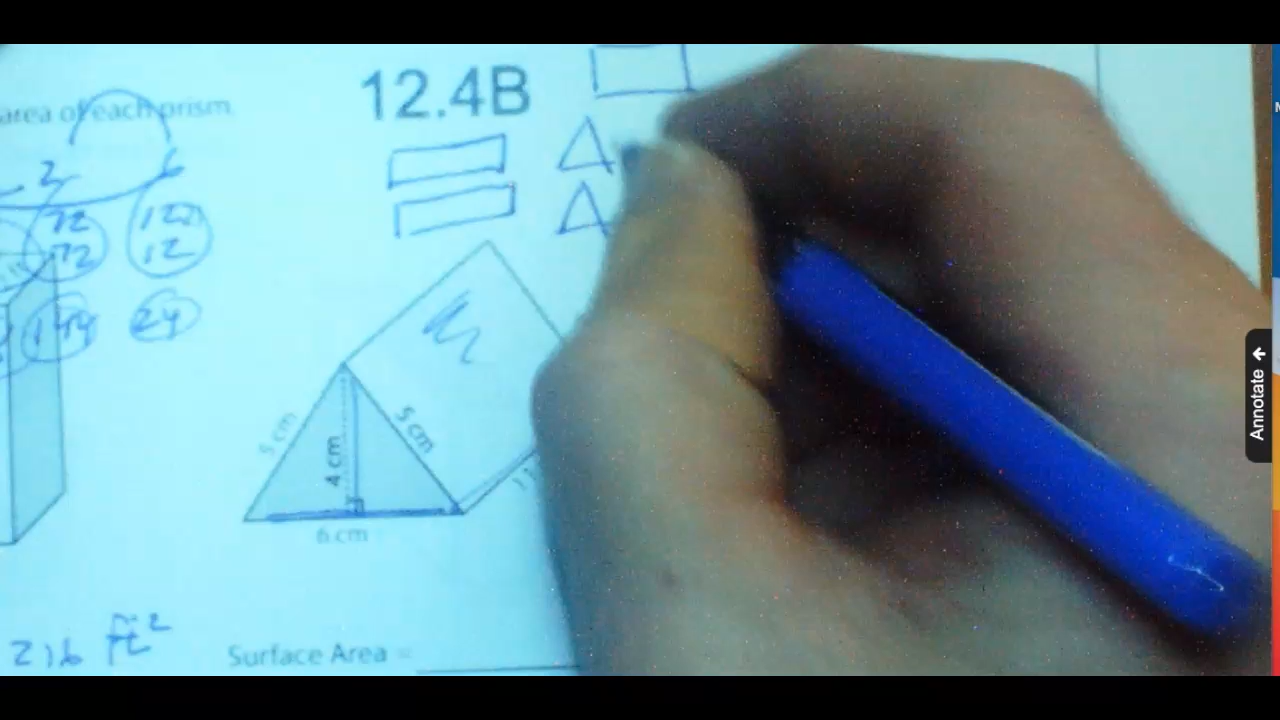 area of each prism
12.4B
2 6
72 12
72 12
144 24
5 cm
5 cm
4 cm
6 cm
216 ft²
Surface Area =
Annotate